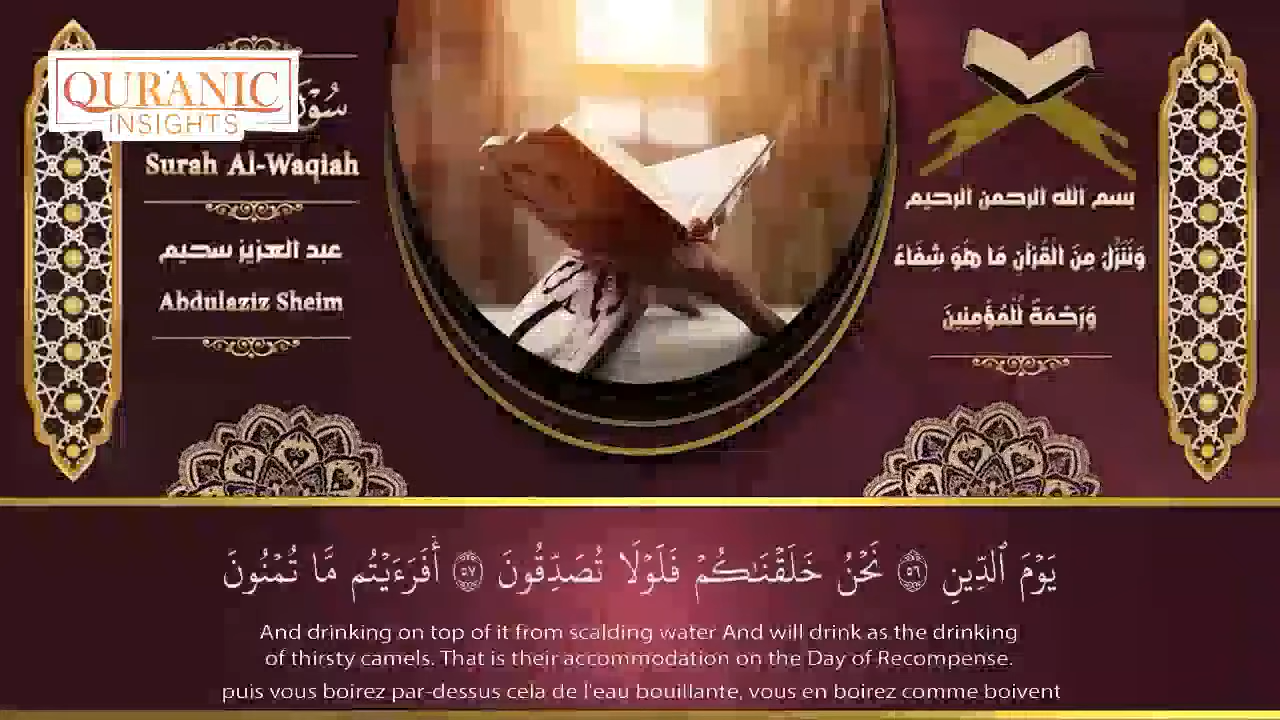 QUR'ANIC
INSIGHTS
Surah Al-Waqiah
عبد العزيز سحيم
Abdulaziz Sheim
بسم الله الرحمن الرحيم
وَنُنَزِّلُ مِنَ الْقُرْآنِ مَا هُوَ شِفَاءٌ
وَرَحْمَةٌ لِّلْمُؤْمِنِينَ
يَوْمَ ٱلدِّينِ ٥٦ نَحْنُ خَلَقْنَـٰكُمْ فَلَوْلَا تُصَدِّقُونَ ٥٧ أَفَرَءَيْتُم مَّا تُمْنُونَ
And drinking on top of it from scalding water And will drink as the drinking
of thirsty camels. That is their accommodation on the Day of Recompense.
puis vous boirez par-dessus cela de l'eau bouillante, vous en boirez comme boivent